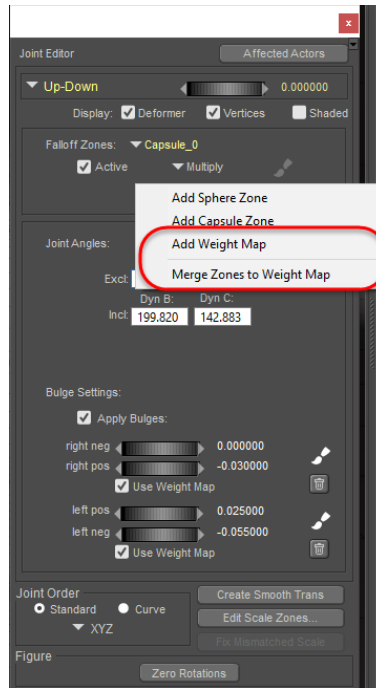 x
Joint Editor Affected Actors
Up-Down 0.000000
Display: Deformer Vertices Shaded
Falloff Zones: Capsule_0
Active Multiply
Add Sphere Zone
Add Capsule Zone
Joint Angles: Add Weight Map
Excl: Merge Zones to Weight Map
Dyn B: Dyn C:
Incl: 199.820 142.883
Bulge Settings:
Apply Bulges:
right neg 0.000000
right pos -0.030000
Use Weight Map
left pos 0.025000
left neg -0.055000
Use Weight Map
Joint Order Create Smooth Trans
Standard Curve Edit Scale Zones...
XYZ Fix Mismatched Scale
Figure
Zero Rotations